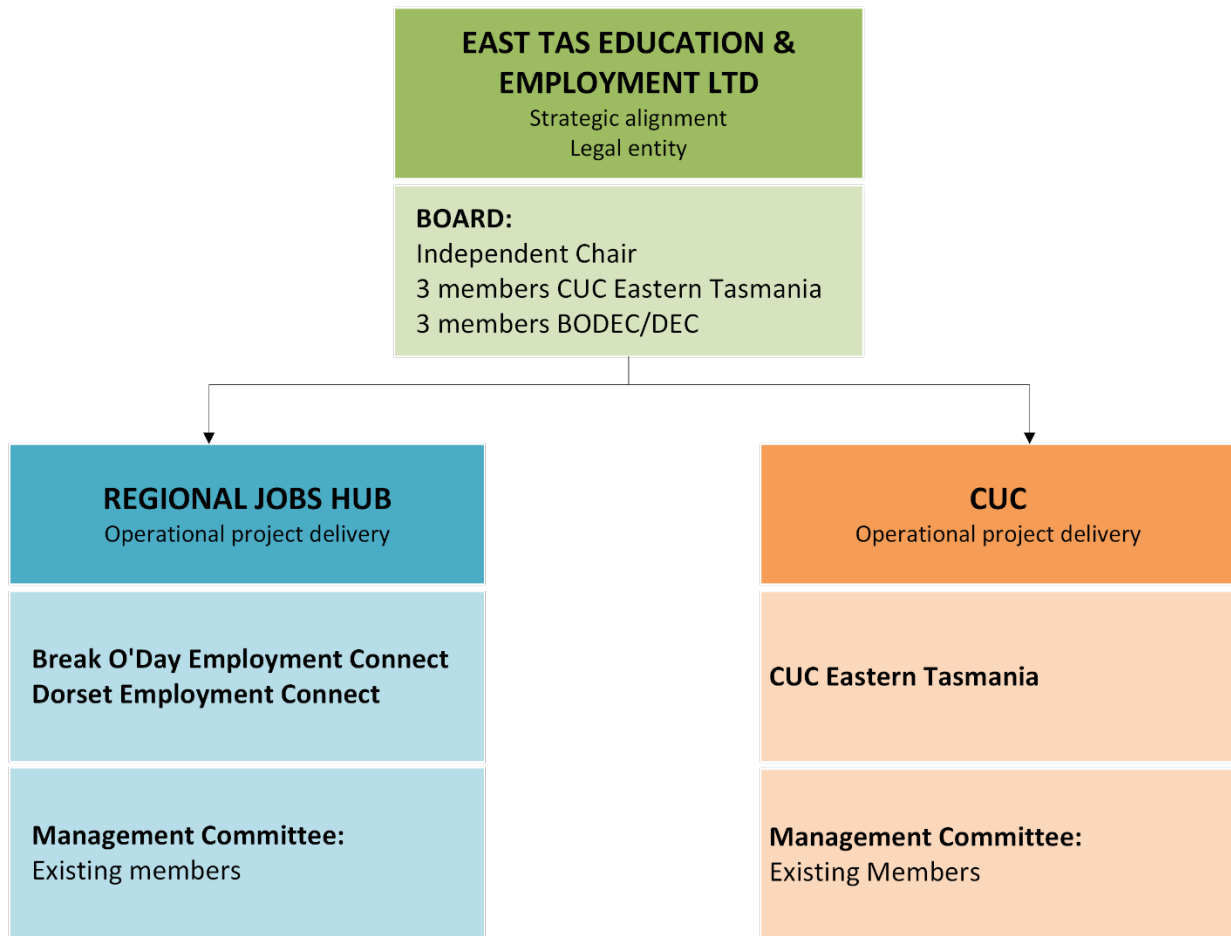 EAST TAS EDUCATION &
EMPLOYMENT LTD
Strategic alignment
Legal entity
BOARD:
Independent Chair
3 members CUC Eastern Tasmania
3 members BODEC/DEC
REGIONAL JOBS HUB
Operational project delivery
Break O'Day Employment Connect
Dorset Employment Connect
Management Committee:
Existing members
CUC
Operational project delivery
CUC Eastern Tasmania
Management Committee:
Existing Members